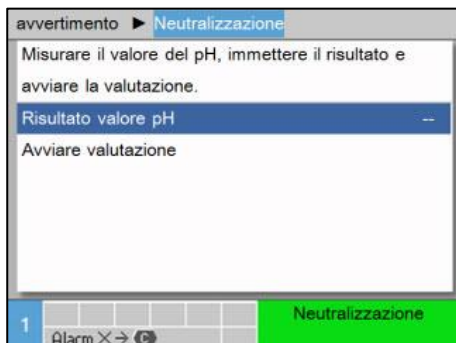 avvertimento ► Neutralizzazione
Misurare il valore del pH, immettere il risultato e
avviare la valutazione.
Risultato valore pH --
Avviare valutazione
1
Neutralizzazione
Alarm X → C